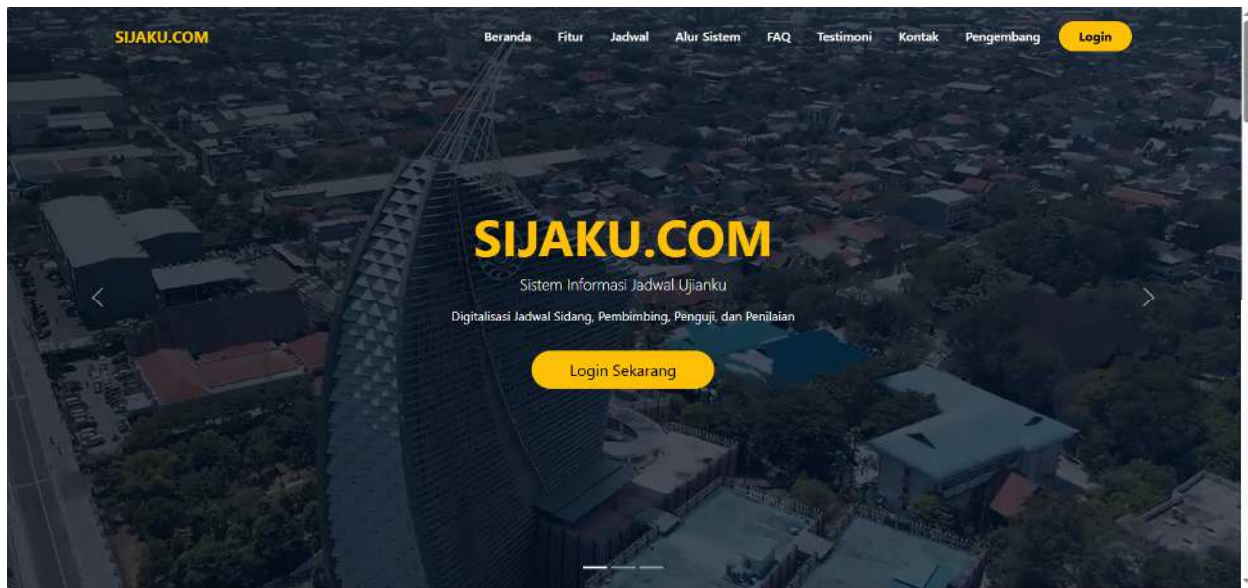 SIJAKU.COM
Beranda Fitur Jadwal Alur Sistem FAQ Testimoni Kontak Pengembang Login
SIJAKU.COM
Sistem Informasi Jadwal Ujianku
Digitalisasi Jadwal Sidang, Pembimbing, Penguji, dan Penilaian
Login Sekarang